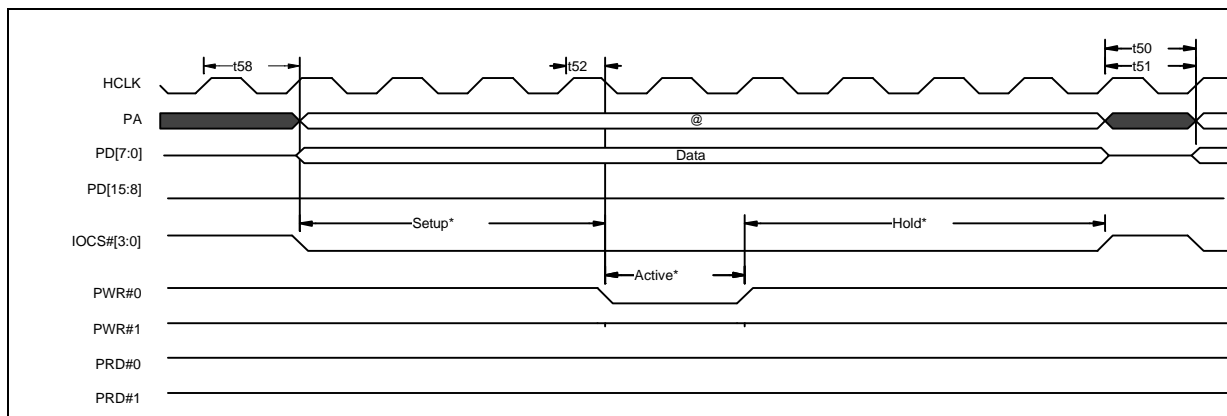 t50
t58
t52
t51
HCLK
PA
@
PD[7:0]
Data
PD[15:8]
Setup*
Hold*
IOCS#[3:0]
Active*
PWR#0
PWR#1
PRD#0
PRD#1